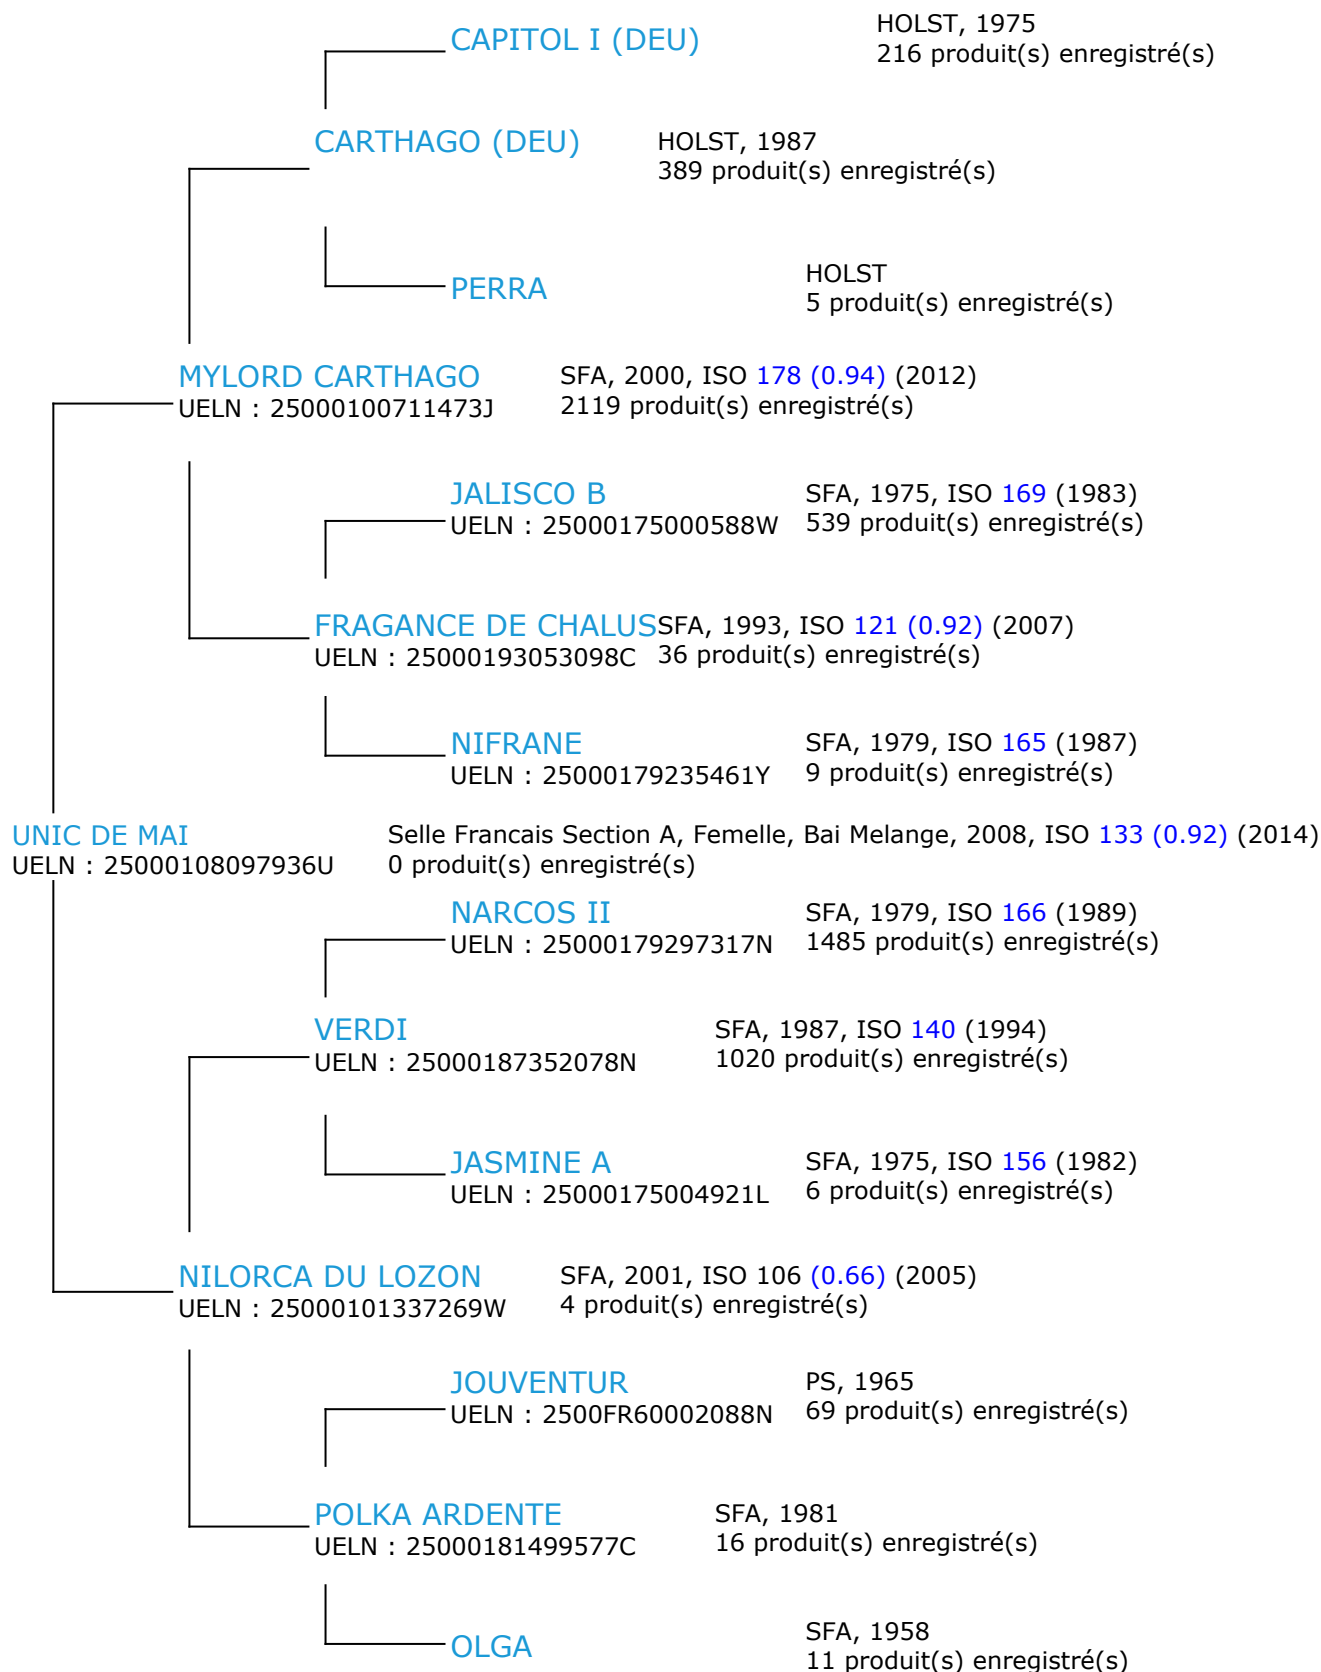 CAPITOL I (DEU)
HOLST, 1975
216 produit(s) enregistré(s)
CARTHAGO (DEU)
HOLST, 1987
389 produit(s) enregistré(s)
PERRA
HOLST
5 produit(s) enregistré(s)
MYLORD CARTHAGO
UELN : 25000100711473J
SFA, 2000, ISO 178 (0.94) (2012)
2119 produit(s) enregistré(s)
JALISCO B
UELN : 25000175000588W
SFA, 1975, ISO 169 (1983)
539 produit(s) enregistré(s)
FRAGANCE DE CHALUS
UELN : 25000193053098C
SFA, 1993, ISO 121 (0.92) (2007)
36 produit(s) enregistré(s)
NIFRANE
UELN : 25000179235461Y
SFA, 1979, ISO 165 (1987)
9 produit(s) enregistré(s)
UNIC DE MAI
UELN : 25000108097936U
Selle Francais Section A, Femelle, Bai Melange, 2008, ISO 133 (0.92) (2014)
0 produit(s) enregistré(s)
NARCOS II
UELN : 25000179297317N
SFA, 1979, ISO 166 (1989)
1485 produit(s) enregistré(s)
VERDI
UELN : 25000187352078N
SFA, 1987, ISO 140 (1994)
1020 produit(s) enregistré(s)
JASMINE A
UELN : 25000175004921L
SFA, 1975, ISO 156 (1982)
6 produit(s) enregistré(s)
NILORCA DU LOZON
UELN : 25000101337269W
SFA, 2001, ISO 106 (0.66) (2005)
4 produit(s) enregistré(s)
JOUVENTUR
UELN : 2500FR60002088N
PS, 1965
69 produit(s) enregistré(s)
POLKA ARDENTE
UELN : 25000181499577C
SFA, 1981
16 produit(s) enregistré(s)
OLGA
SFA, 1958
11 produit(s) enregistré(s)